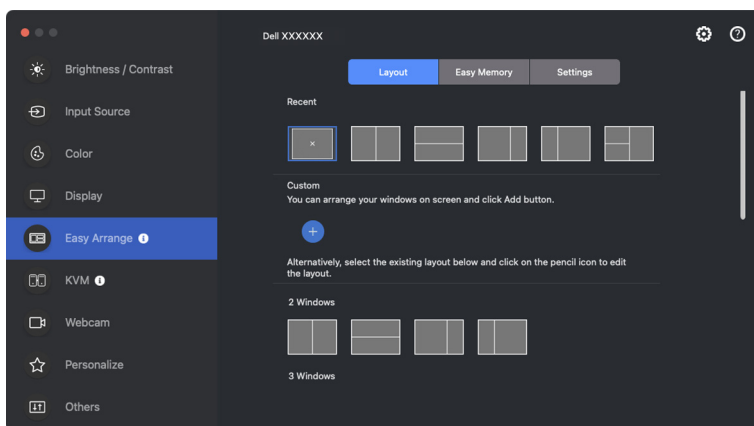 Dell XXXXXX
Brightness / Contrast
Input Source
Color
Display
Easy Arrange
KVM
Webcam
Personalize
Others
Layout Easy Memory Settings
Recent
Custom
You can arrange your windows on screen and click Add button.
Alternatively, select the existing layout below and click on the pencil icon to edit
the layout.
2 Windows
3 Windows